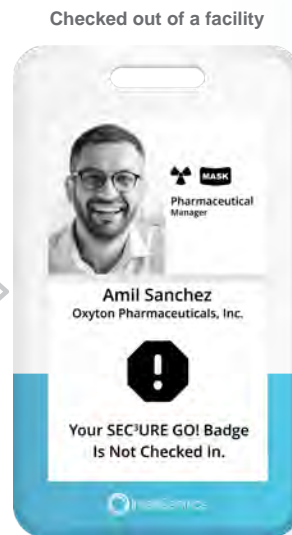 Checked out of a facility
MASK
Pharmaceutical
Manager
Amil Sanchez
Oxyton Pharmaceuticals, Inc.
!
Your SEC³URE GO! Badge
Is Not Checked in.